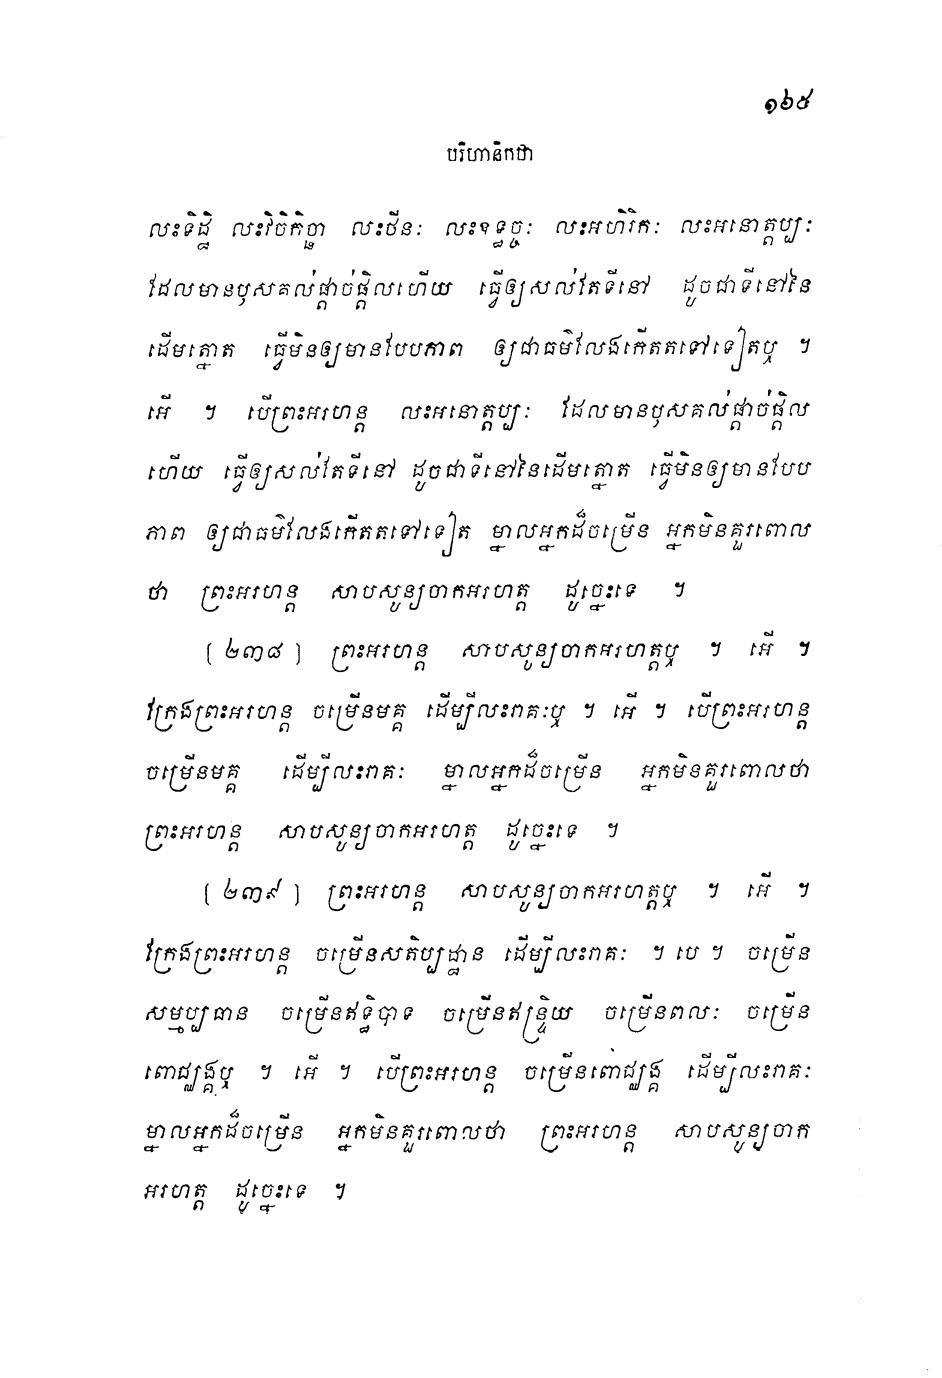 ១៦៥
បរិហានិកថា
លះទិដ្ឋិ លះវិចិកិច្ឆា លះថីនៈ លះឧទ្ធច្ចៈ លះអហិរិកៈ លះអនោត្តប្បៈ
ដែលមានឫសគល់ផ្តាច់ផ្តិលហើយ ធ្វើឲ្យសល់តែទីនៅ ដូចជាទីនៅនៃ
ដើមត្នោត ធ្វើមិនឲ្យមានបែបភាព ឲ្យជាធម៌លែងកើតតទៅទៀតឬ ។
អើ ។ បើព្រះអរហន្ត លះអនោត្តប្បៈ ដែលមានឫសគល់ផ្តាច់ផ្តិល
ហើយ ធ្វើឲ្យសល់តែទីនៅ ដូចជាទីនៅនៃដើមត្នោត ធ្វើមិនឲ្យមានបែប
ភាព ឲ្យជាធម៌លែងកើតតទៅទៀត ម្នាលអ្នកដ៏ចម្រើន អ្នកមិនគួរពោល
ថា ព្រះអរហន្ត សាបសូន្យចាកអរហត្ត ដូច្នេះទេ ។
[ ២៣៨ ] ព្រះអរហន្ត សាបសូន្យចាកអរហត្តឬ ។ អើ ។
ក្រែងព្រះអរហន្ត ចម្រើនមគ្គ ដើម្បីលះរាគៈឬ ។ អើ ។ បើព្រះអរហន្ត
ចម្រើនមគ្គ ដើម្បីលះរាគៈ ម្នាលអ្នកដ៏ចម្រើន អ្នកមិនគួរពោលថា
ព្រះអរហន្ត សាបសូន្យចាកអរហត្ត ដូច្នេះទេ ។
[ ២៣៩ ] ព្រះអរហន្ត សាបសូន្យចាកអរហត្តឬ ។ អើ ។
ក្រែងព្រះអរហន្ត ចម្រើនសតិប្បដ្ឋាន ដើម្បីលះរាគៈ ។ បេ ។ ចម្រើន
សម្មប្បធាន ចម្រើនឥទ្ធិបាទ ចម្រើនឥន្ទ្រិយ ចម្រើនពលៈ ចម្រើន
ពោជ្ឈង្គឬ ។ អើ ។ បើព្រះអរហន្ត ចម្រើនពោជ្ឈង្គ ដើម្បីលះរាគៈ
ម្នាលអ្នកដ៏ចម្រើន អ្នកមិនគួរពោលថា ព្រះអរហន្ត សាបសូន្យចាក
អរហត្ត ដូច្នេះទេ ។